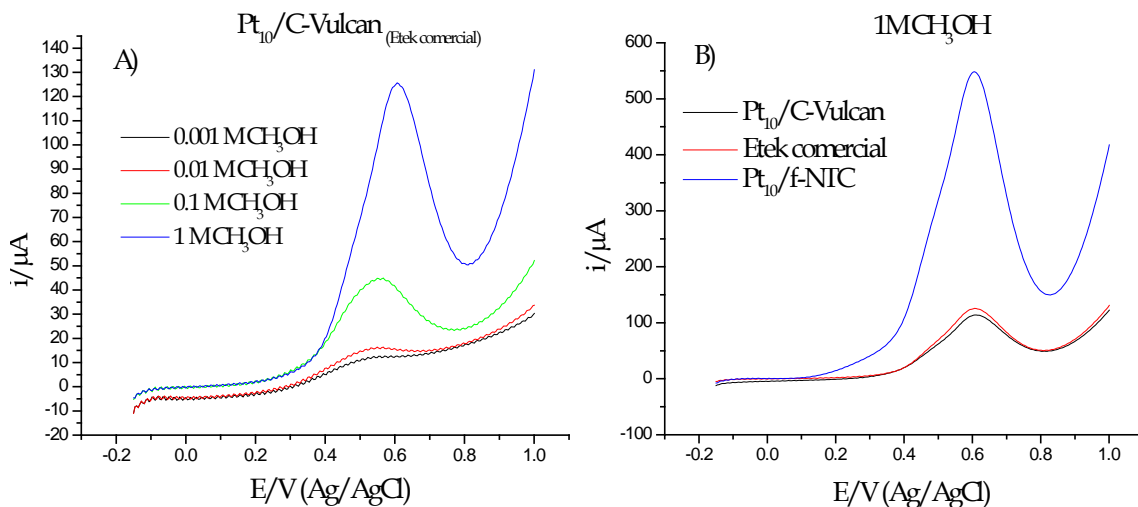 Pt10/C-Vulcan (Etek comercial)
A)
0.001 MCH3OH
0.01 MCH3OH
0.1 MCH3OH
1 MCH3OH
i/µA
140
130
120
110
100
90
80
70
60
50
40
30
20
10
0
-10
-20
-0.2 0.0 0.2 0.4 0.6 0.8 1.0
E/V (Ag/AgCl)
1MCH3OH
B)
Pt10/C-Vulcan
Etek comercial
Pt10/f-NTC
i/µA
600
500
400
300
200
100
0
-100
-0.2 0.0 0.2 0.4 0.6 0.8 1.0
E/V (Ag/AgCl)